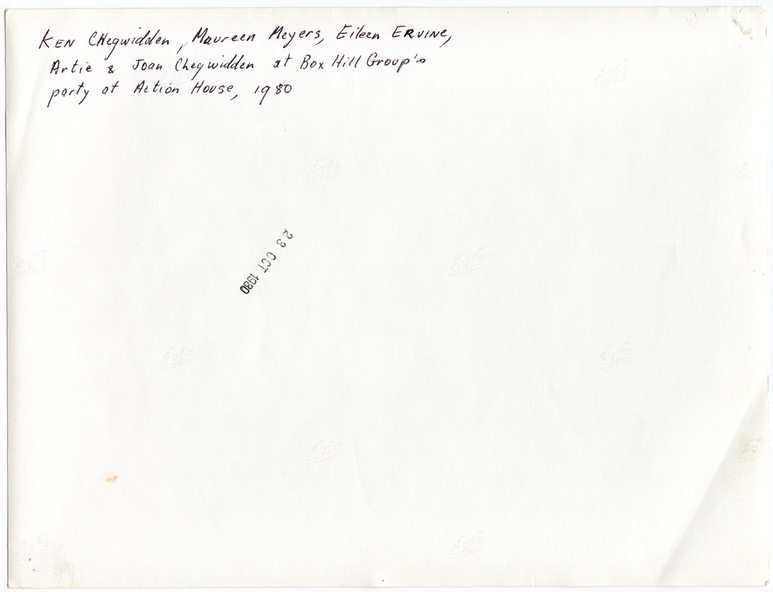 KEN CHegwidden, Maureen Meyers, Eileen ERVINE,
Artie & Joan Chegwidden at Box Hill Group's
party at Action House, 1980
23 OCT 1980